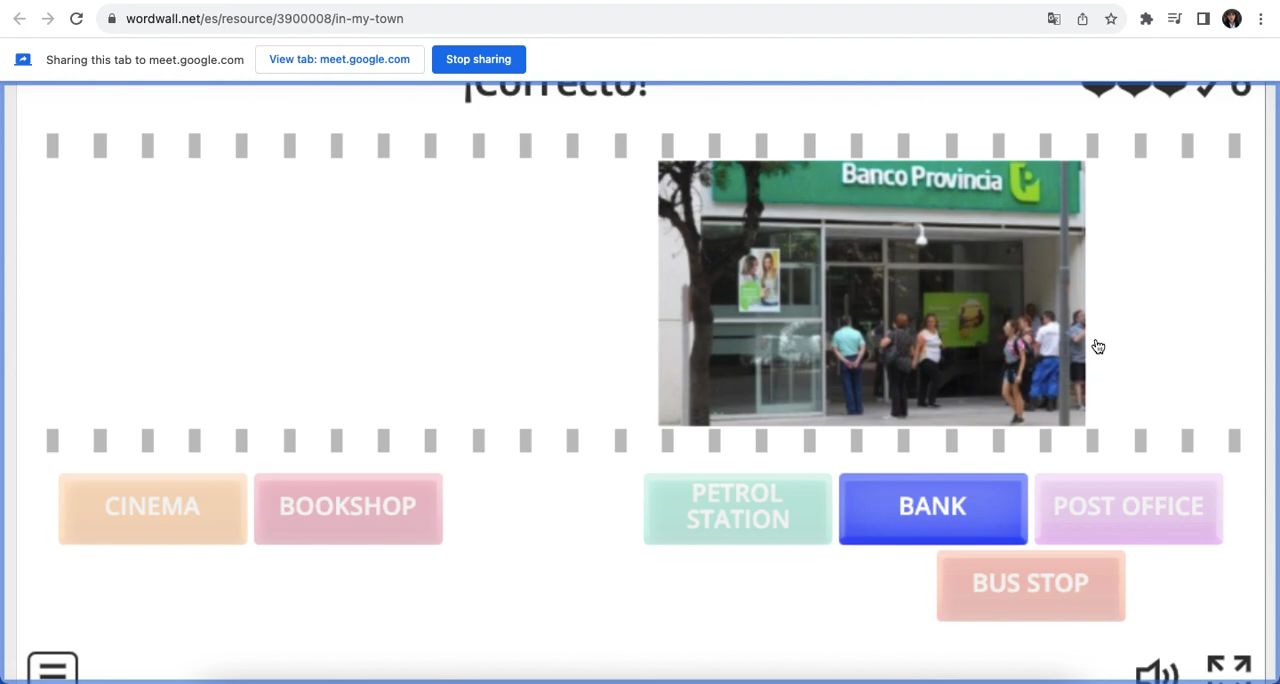 wordwall.net/es/resource/3900008/in-my-town
Sharing this tab to meet.google.com
View tab: meet.google.com
Stop sharing
¡Correcto!
6
Banco Provincia
CINEMA
BOOKSHOP
PETROL
STATION
BANK
POST OFFICE
BUS STOP